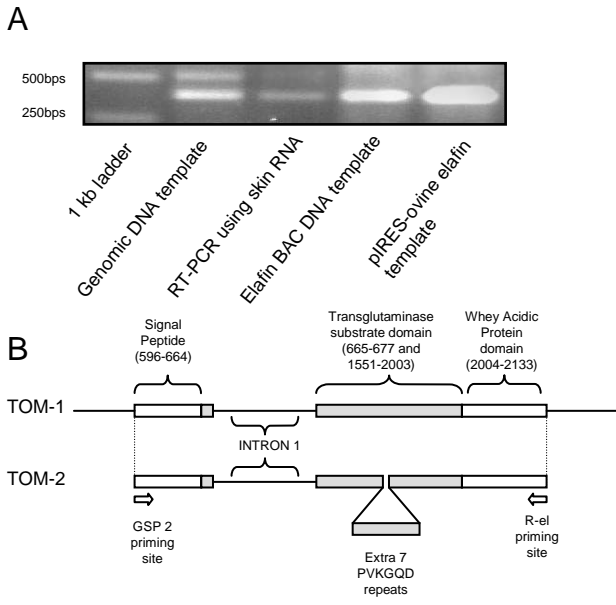 A
500bps
250bps
1 kb ladder
Genomic DNA template
RT-PCR using skin RNA
Elafin BAC DNA template
pIRES-ovine elafin
template
B
Signal
Peptide
(596-664)
Transglutaminase
substrate domain
(665-677 and
1551-2003)
Whey Acidic
Protein
domain
(2004-2133)
TOM-1
INTRON 1
TOM-2
GSP 2
priming
site
Extra 7
PVKGQD
repeats
R-el
priming
site